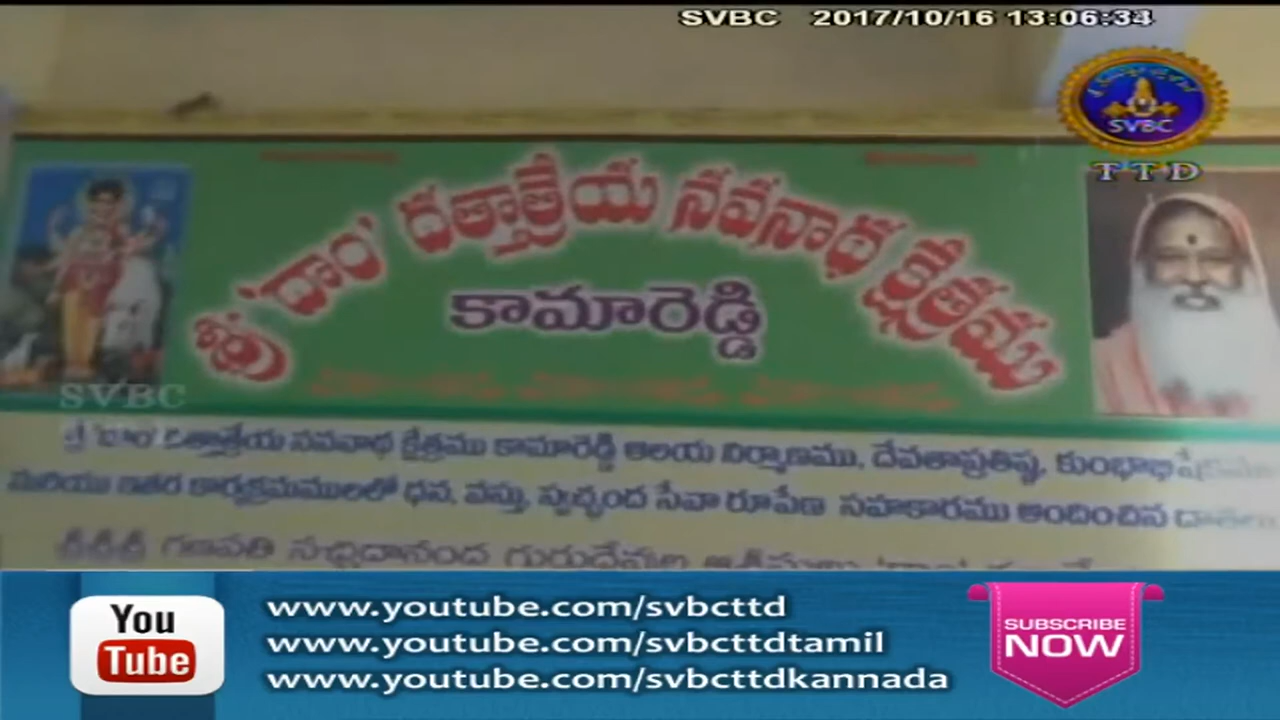 SVBC 2017/10/16 13:06:34
SVBC
TTD
శ్రీ 'దాం' దత్తాత్రేయ నవనాథ క్షేత్రము
కామారెడ్డి
SVBC
శ్రీ 'దాం' దత్తాత్రేయ నవనాథ క్షేత్రము కామారెడ్డి ఆలయ నిర్మాణము, దేవతాప్రతిష్ఠ, కుంభాభిషేకము
మరియు ఇతర కార్యక్రమములలో ధన, వస్తు, స్వచ్ఛంద సేవా రూపేణ సహకారము అందించిన దాతలు
శ్రీశ్రీశ్రీ గణపతి సచ్చిదానంద గురుదేవుల
You
Tube
www.youtube.com/svbcttd
www.youtube.com/svbcttdtamil
www.youtube.com/svbcttdkannada
SUBSCRIBE
NOW